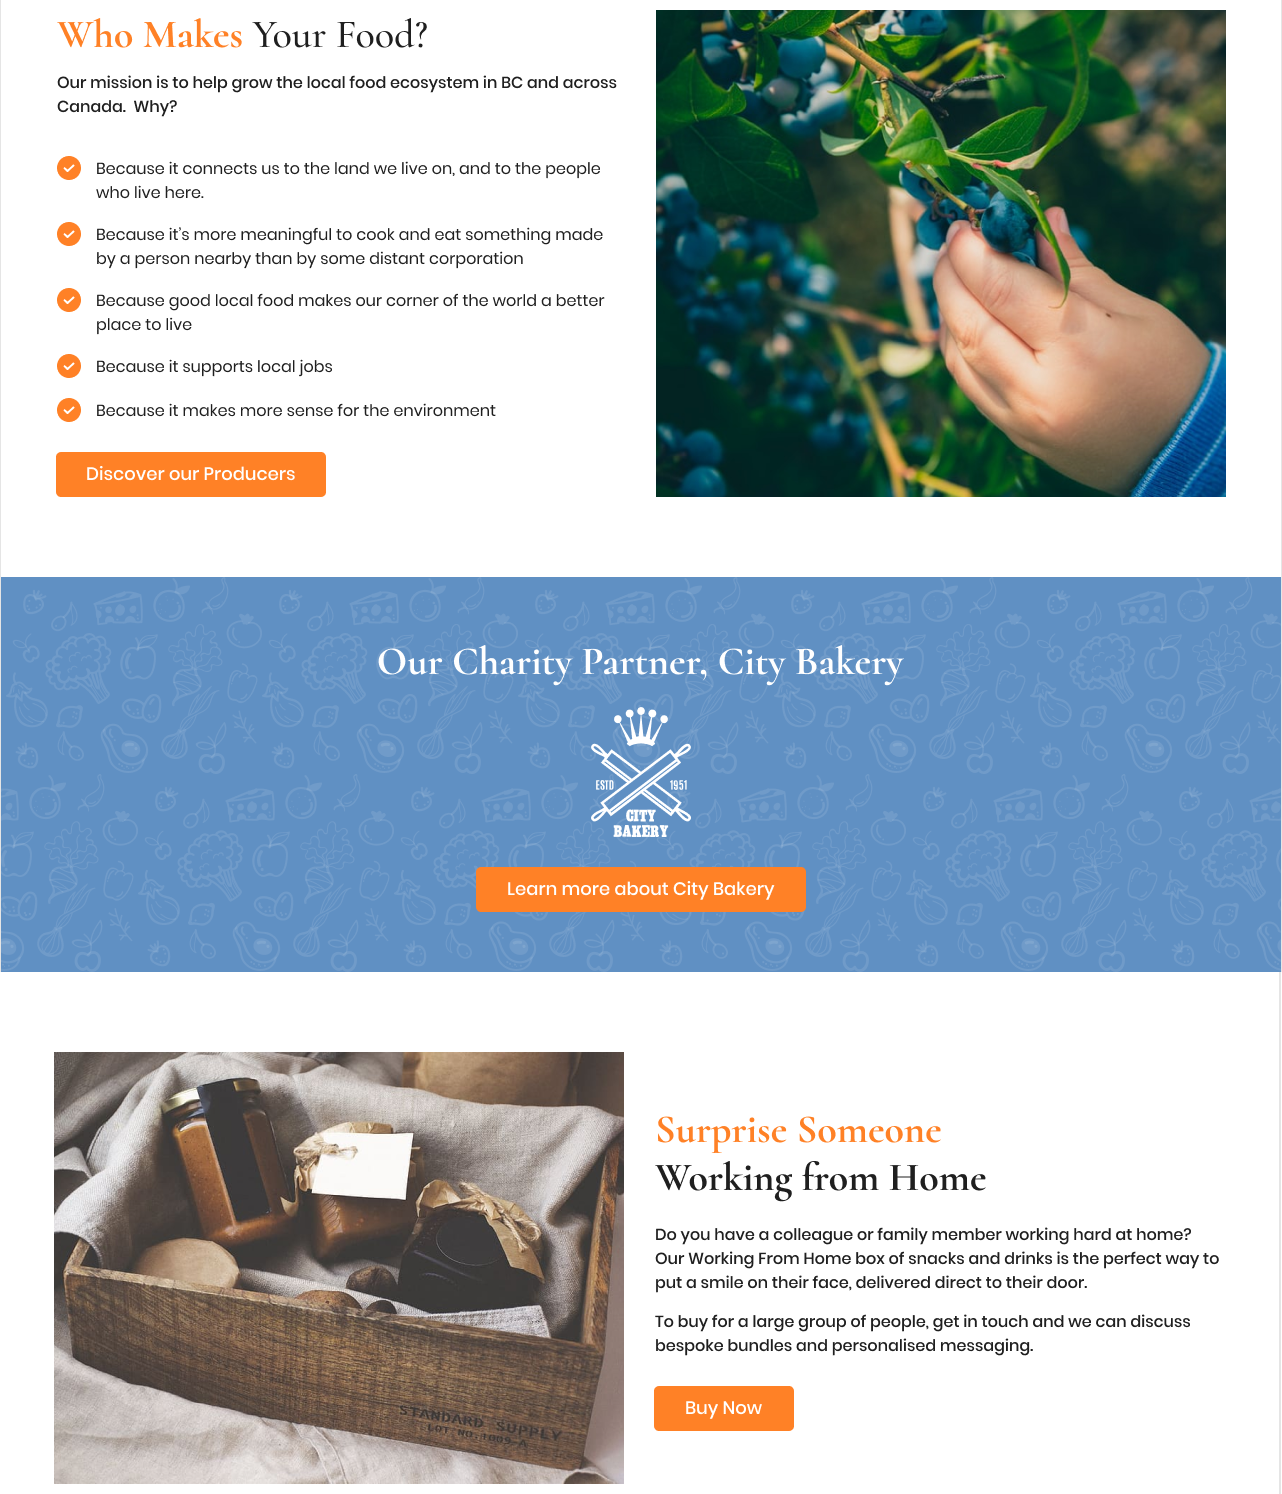 Who Makes Your Food?
Our mission is to help grow the local food ecosystem in BC and across
Canada.  Why?
Because it connects us to the land we live on, and to the people
who live here.
Because it's more meaningful to cook and eat something made
by a person nearby than by some distant corporation
Because good local food makes our corner of the world a better
place to live
Because it supports local jobs
Because it makes more sense for the environment
Discover our Producers
Our Charity Partner, City Bakery
ESTD 1951
CITY
BAKERY
Learn more about City Bakery
Surprise Someone
Working from Home
Do you have a colleague or family member working hard at home?
Our Working From Home box of snacks and drinks is the perfect way to
put a smile on their face, delivered direct to their door.
To buy for a large group of people, get in touch and we can discuss
bespoke bundles and personalised messaging.
Buy Now
STANDARD SUPPLY
LOT NO. 1009-A